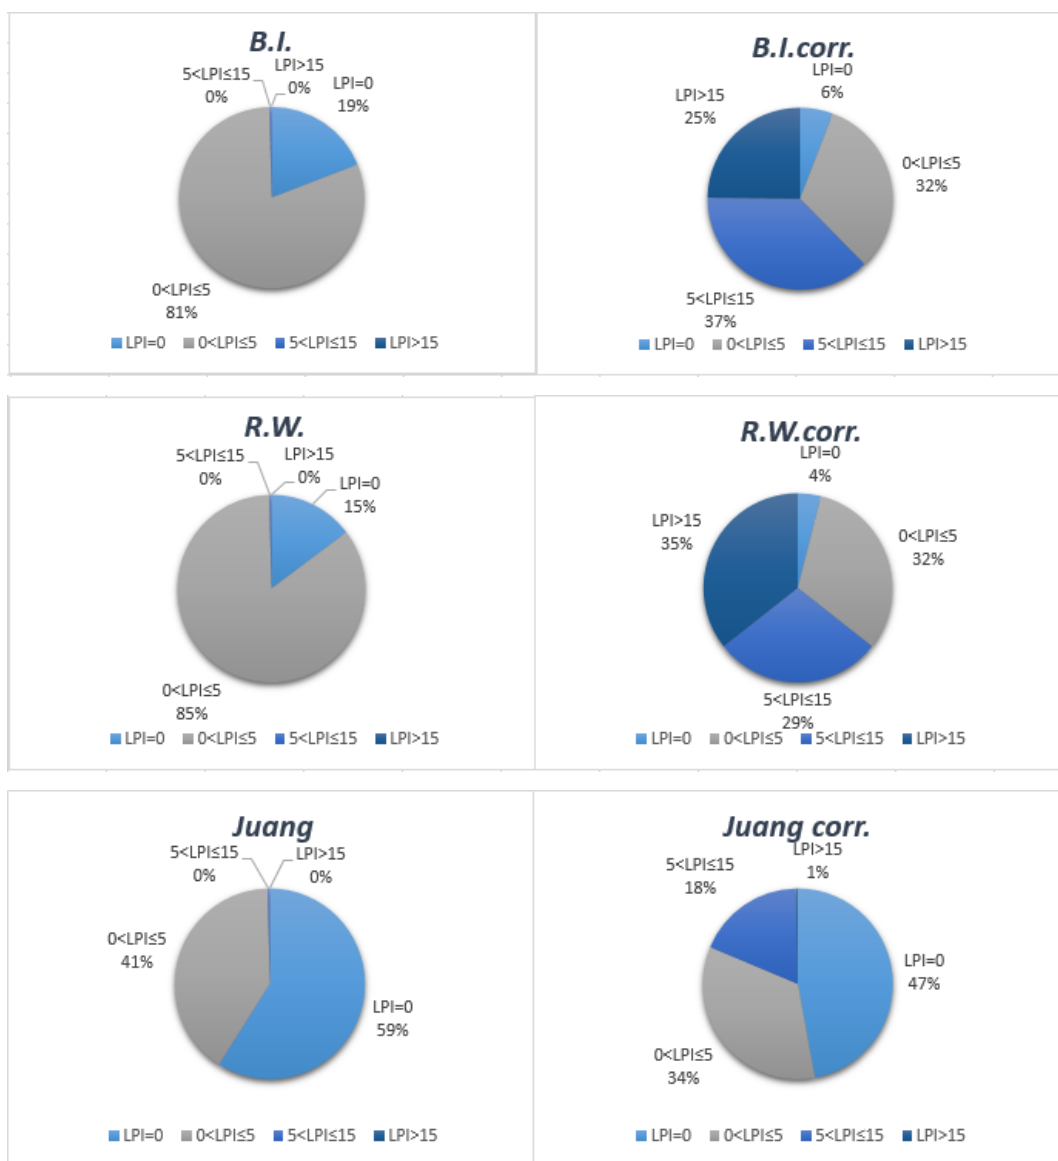 B.I.
5<LPI≤15
0%
LPI>15
0%
LPI=0
19%
0<LPI≤5
81%
LPI=0 0<LPI≤5 5<LPI≤15 LPI>15
B.I.corr.
LPI=0
6%
LPI>15
25%
0<LPI≤5
32%
5<LPI≤15
37%
LPI=0 0<LPI≤5 5<LPI≤15 LPI>15
R.W.
5<LPI≤15
0%
LPI>15
0%
LPI=0
15%
0<LPI≤5
85%
LPI=0 0<LPI≤5 5<LPI≤15 LPI>15
R.W.corr.
LPI=0
4%
LPI>15
35%
0<LPI≤5
32%
5<LPI≤15
29%
LPI=0 0<LPI≤5 5<LPI≤15 LPI>15
Juang
5<LPI≤15
0%
LPI>15
0%
0<LPI≤5
41%
LPI=0
59%
LPI=0 0<LPI≤5 5<LPI≤15 LPI>15
Juang corr.
LPI>15
1%
5<LPI≤15
18%
LPI=0
47%
0<LPI≤5
34%
LPI=0 0<LPI≤5 5<LPI≤15 LPI>15